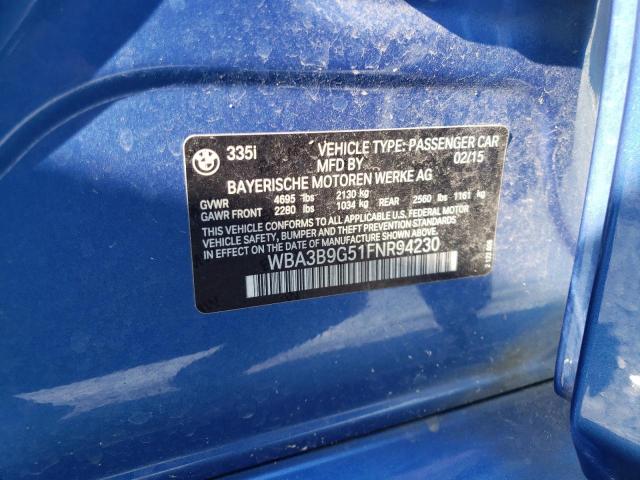 335i VEHICLE TYPE: PASSENGER CAR
MFD BY 02/15
BAYERISCHE MOTOREN WERKE AG
GVWR 4695 lbs 2130 kg
GAWR FRONT 2280 lbs 1034 kg REAR 2560 lbs 1161 kg
THIS VEHICLE CONFORMS TO ALL APPLICABLE U.S. FEDERAL MOTOR
VEHICLE SAFETY, BUMPER, AND THEFT PREVENTION STANDARDS
IN EFFECT ON THE DATE OF MANUFACTURE SHOWN ABOVE.
WBA3B9G51FNR94230